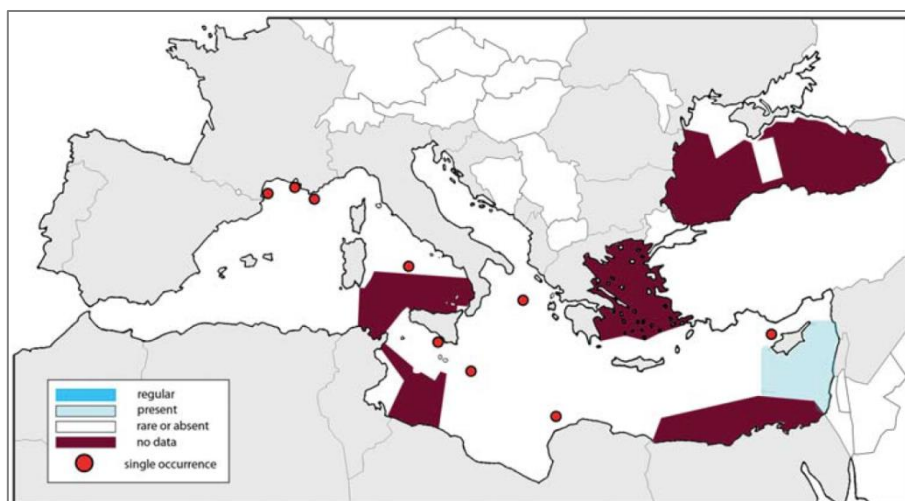 regular
present
rare or absent
no data
single occurrence